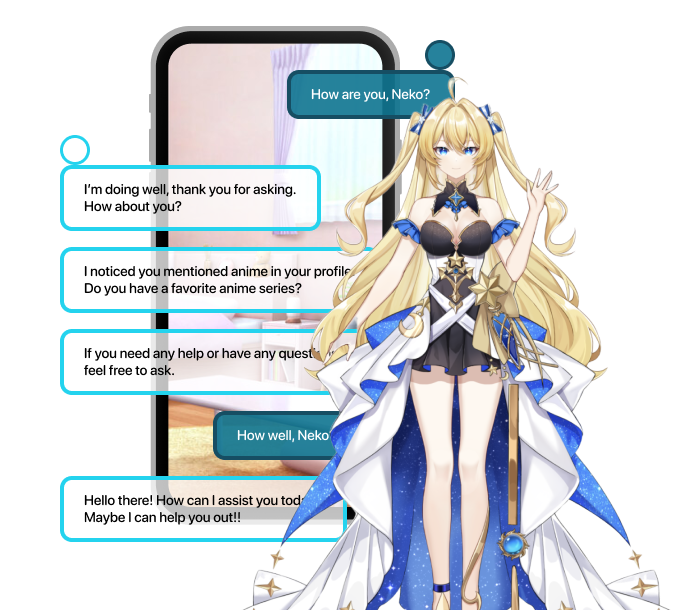 How are you, Neko?
I'm doing well, thank you for asking.
How about you?
I noticed you mentioned anime in your profile
Do you have a favorite anime series?
If you need any help or have any
feel free to ask.
How well, Neko
Hello there! How can I assist you
Maybe I can help you out!!